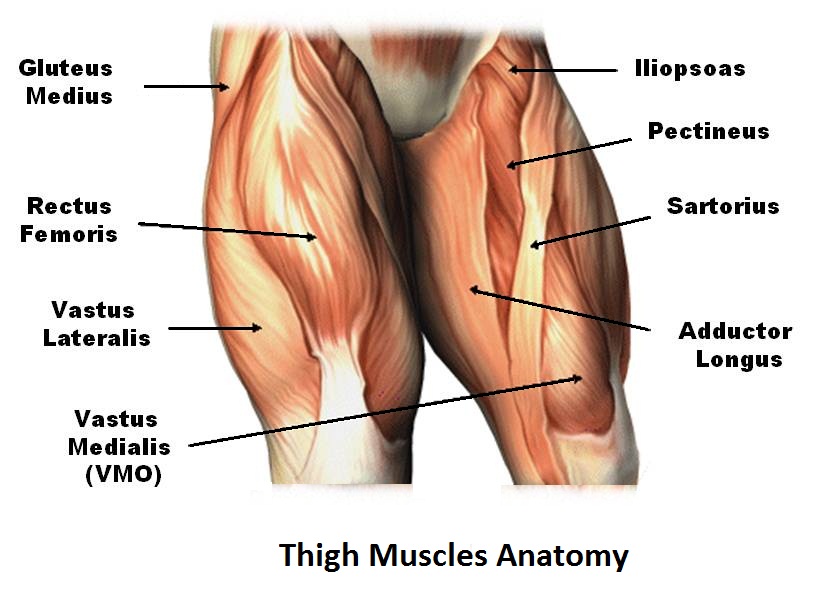 Gluteus
Medius
Rectus
Femoris
Vastus
Lateralis
Vastus
Medialis
(VMO)
Iliopsoas
Pectineus
Sartorius
Adductor
Longus
Thigh Muscles Anatomy